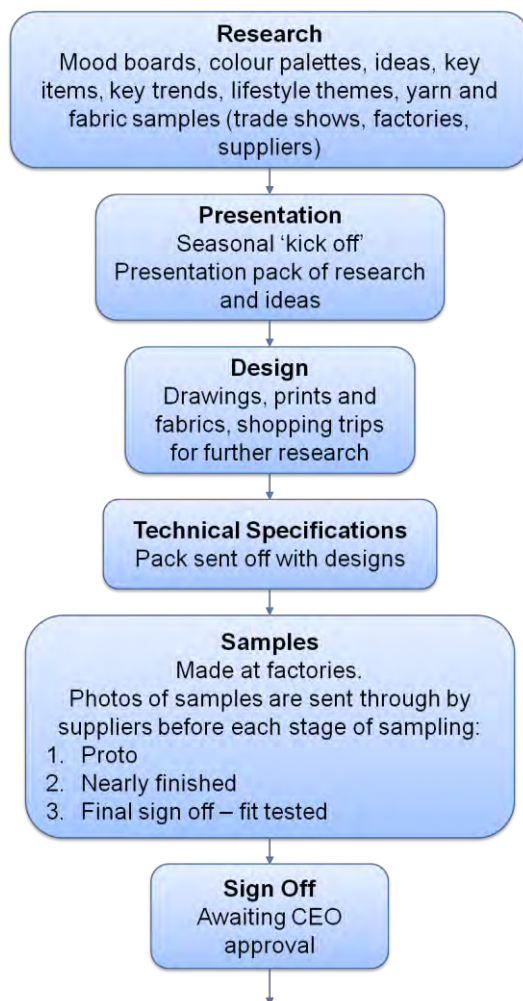 Research
Mood boards, colour palettes, ideas, key
items, key trends, lifestyle themes, yarn and
fabric samples (trade shows, factories,
suppliers)
Presentation
Seasonal ‘kick off’
Presentation pack of research
and ideas
Design
Drawings, prints and
fabrics, shopping trips
for further research
Technical Specifications
Pack sent off with designs
Samples
Made at factories.
Photos of samples are sent through by
suppliers before each stage of sampling:
1. Proto
2. Nearly finished
3. Final sign off – fit tested
Sign Off
Awaiting CEO
approval